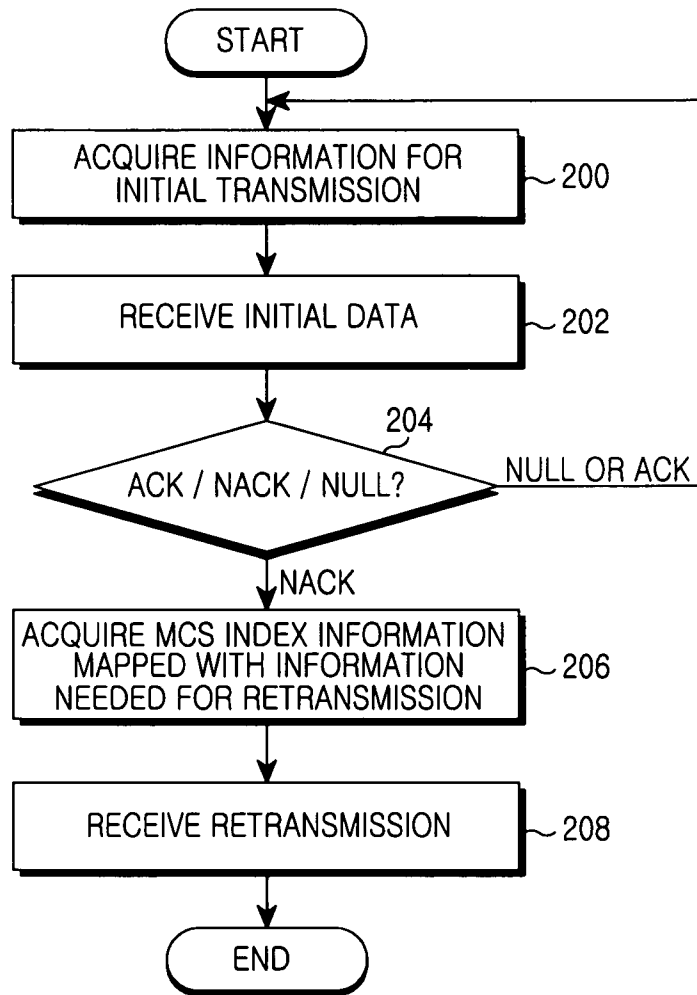 START
ACQUIRE INFORMATION FOR
INITIAL TRANSMISSION
200
RECEIVE INITIAL DATA
202
204
ACK / NACK / NULL?
NULL OR ACK
NACK
ACQUIRE MCS INDEX INFORMATION
MAPPED WITH INFORMATION
NEEDED FOR RETRANSMISSION
206
RECEIVE RETRANSMISSION
208
END